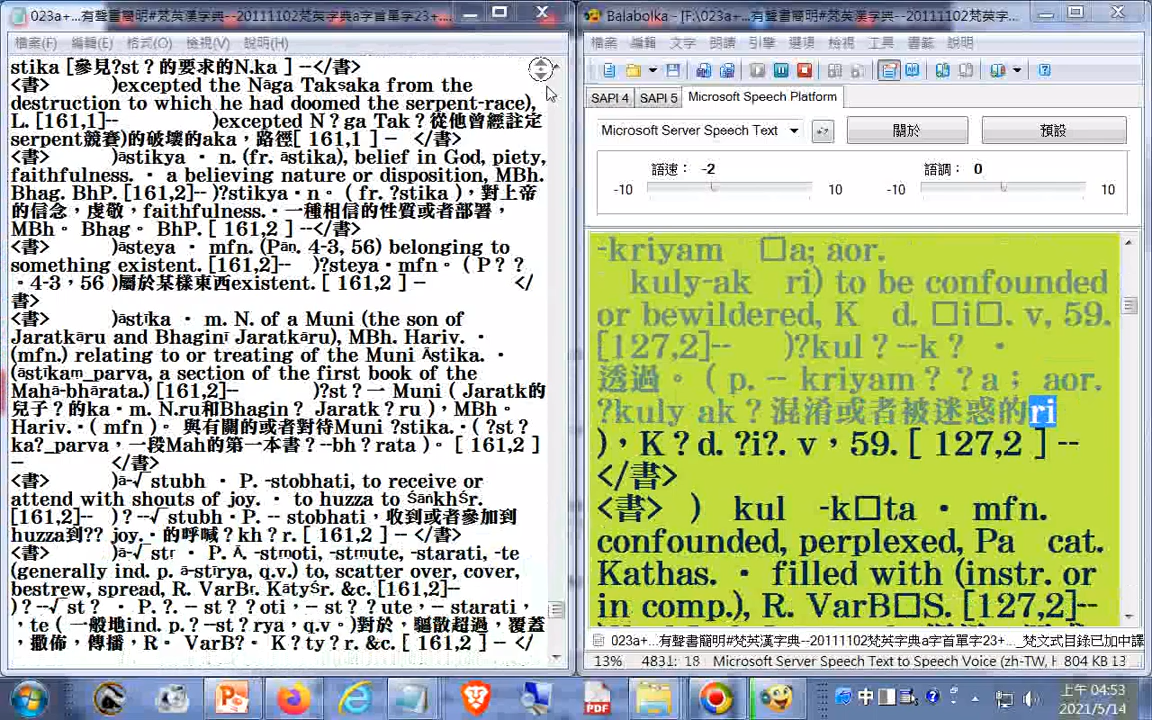 023a+...有聲書簡明#梵英漢字典--20111102梵英字典a字首單字23+...
檔案(F) 編輯(E) 格式(O) 檢視(V) 說明(H)
stika [參見?st？的要求的N.ka ] --</書>
<書> )excepted the Nāga Takṣaka from the
destruction to which he had doomed the serpent-race),
L. [161,1]-- )excepted N？ga Tak？從他曾經註定
serpent競賽)的破壞的aka，路徑[ 161,1 ] -- </書>
<書> )āstikya · n. (fr. āstika), belief in God, piety,
faithfulness. · a believing nature or disposition, MBh.
Bhag. BhP. [161,2]-- )?stikya · n。( fr. ?stika )，對上帝
的信念，虔敬，faithfulness.·一種相信的性質或者部署，
MBh。 Bhag。 BhP. [ 161,2 ] --</書>
<書> )āsteya · mfn. (Pāṇ. 4-3, 56) belonging to
something existent. [161,2]-- )?steya · mfn。( P？?
。4-3，56 )屬於某樣東西existent. [ 161,2 ] -- </
書>
<書> )āstīka · m. N. of a Muni (the son of
Jaratkāru and Bhaginī Jaratkāru), MBh. Hariv. ·
(mfn.) relating to or treating of the Muni Āstika. ·
(āstīkam_parva, a section of the first book of the
Mahā-bhārata.) [161,2]-- )?st？一 Muni ( Jaratk的
兒子？的ka · m. N.ru和Bhagin？ Jaratk？ru )，MBh。
Hariv.·( mfn.) 與有關的或者對待Muni ?stika.·( ?st？
ka?_parva，一段Mah的第一本書？--bh？rata )。[ 161,2 ]
-- </書>
<書> )ā-√ stubh · P. -stobhati, to receive or
attend with shouts of joy. · to huzza to
[161,2]-- )？--√ stubh · P. -- stobhati，收到或者參加到
huzza到?? joy.·的呼喊？kh？r. [ 161,2 ] --</書>
<書> )ā-√ stṛ · P. Ā. -stṛṇoti, -stṛṇute, -starati, -te
(generally ind. p. ā-stīrya, q.v.) to, scatter over, cover,
bestrew, spread, R. &c. [161,2]--
)？--√ st？ · P. ?. -- st？?oti，-- st？?ute，-- starati，
，te ( 一般地ind. p.？--st？rya，q.v。)對於，驅散超過，覆蓋
，撒佈，傳播，R· VarB?· K？ty？r. &c. [ 161,2 ] -- </
Balabolka - [F:\023a+...有聲書簡明#梵英漢字典--20111102梵英字...
檔案 編輯 文字 朗讀 引擎 選項 檢視 工具 書籤 說明
SAPI 4 SAPI 5 Microsoft Speech Platform
Microsoft Server Speech Text 關於 預設
語速： -2 語調： 0
-10 10 -10 10
-kriyam □a; aor.
kuly-ak ri) to be confounded
or bewildered, K d. □i□. v, 59.
[127,2]-- )?kul？--k？ ·
透過。( p. -- kriyam？?a； aor.
?kuly ak？混淆或者被迷惑的ri
)，K？d. ?i?. v，59. [ 127,2 ] --
</書>
<書> ) kul -k□ta · mfn.
confounded, perplexed, Pa cat.
Kathas. · filled with (instr. or
in comp.), R. VarB□S. [127,2]--
023a+...有聲書簡明#梵英漢字典--20111102梵英字典a字首單字23+...梵文式目錄已加中譯
13% 4831: 18 Microsoft Server Speech Text to Speech Voice (zh-TW, H 804 KB 13
中 上午 04:53
2021/5/14